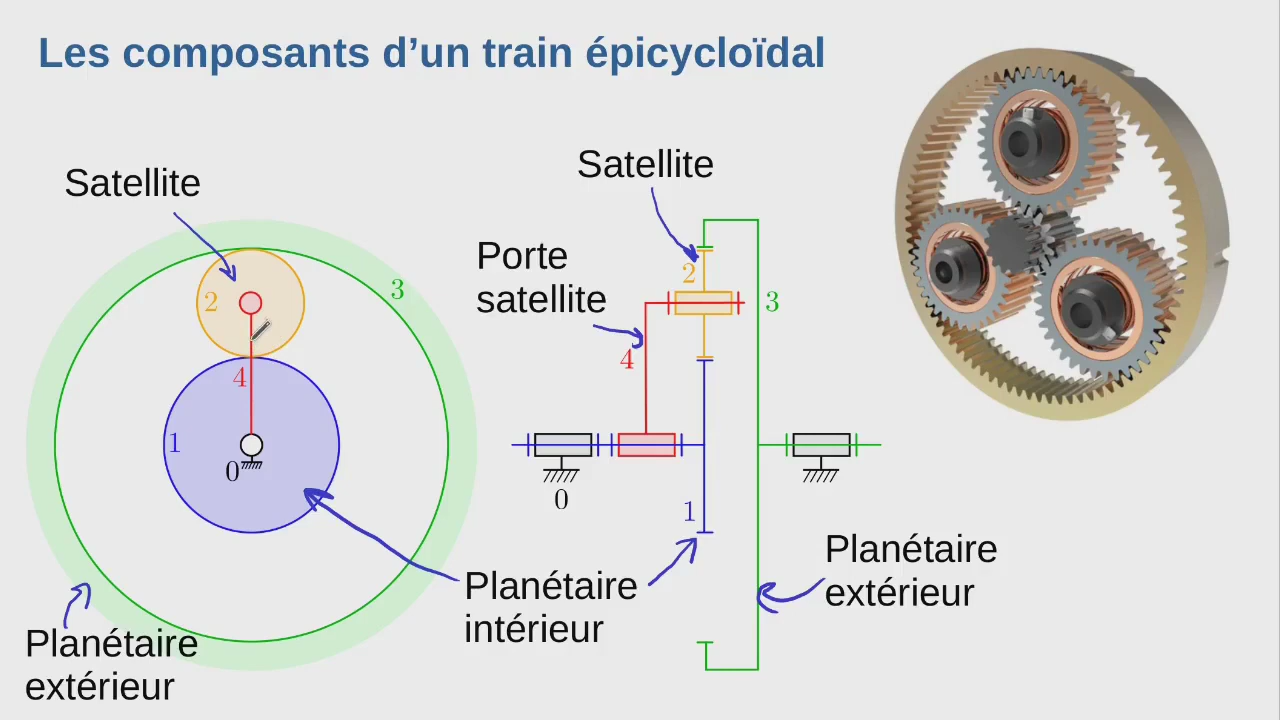 Les composants d’un train épicycloïdal
Satellite
Satellite
Porte
satellite
2
3
4
1
0
2
3
4
1
0
Planétaire
extérieur
Planétaire
intérieur
Planétaire
extérieur